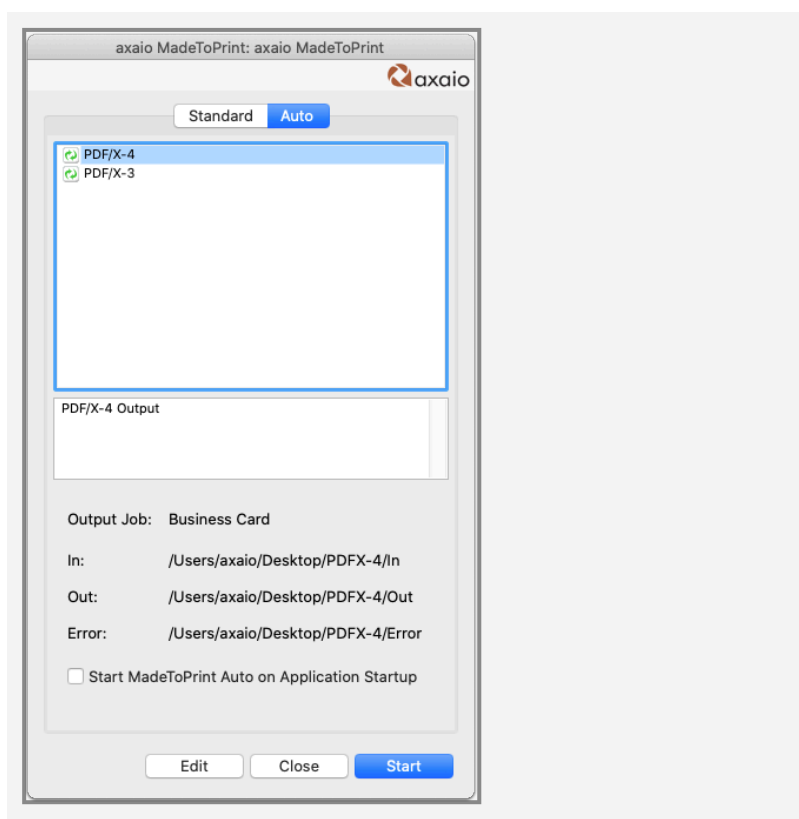 axaio MadeToPrint: axaio MadeToPrint
axaio
Standard Auto
PDF/X-4
PDF/X-3
PDF/X-4 Output
Output Job: Business Card
In: /Users/axaio/Desktop/PDFX-4/In
Out: /Users/axaio/Desktop/PDFX-4/Out
Error: /Users/axaio/Desktop/PDFX-4/Error
Start MadeToPrint Auto on Application Startup
Edit Close Start